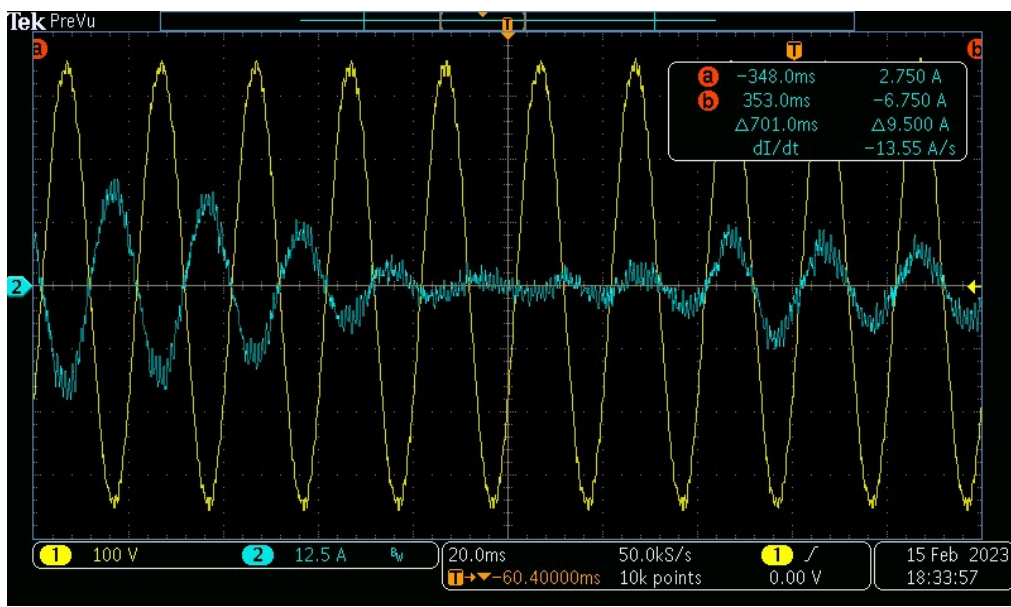 Tek PreVu
T
a T b
a -348.0ms 2.750 A
b 353.0ms -6.750 A
△701.0ms △9.500 A
dI/dt -13.55 A/s
2
1 100 V 2 12.5 A BW 20.0ms 50.0kS/s 1 ∫ 15 Feb 2023
T→▼-60.40000ms 10k points 0.00 V 18:33:57